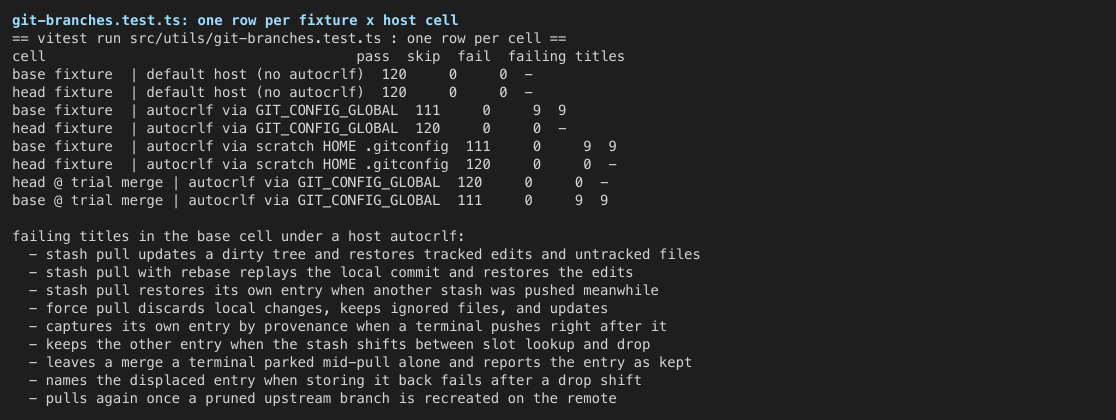 git-branches.test.ts: one row per fixture x host cell
== vitest run src/utils/git-branches.test.ts : one row per cell ==
cell                                     pass  skip  fail  failing titles
base fixture  | default host (no autocrlf)  120     0     0  –
head fixture  | default host (no autocrlf)  120     0     0  –
base fixture  | autocrlf via GIT_CONFIG_GLOBAL  111     0     9  9
head fixture  | autocrlf via GIT_CONFIG_GLOBAL  120     0     0  –
base fixture  | autocrlf via scratch HOME .gitconfig  111     0     9  9
head fixture  | autocrlf via scratch HOME .gitconfig  120     0     0  –
head @ trial merge | autocrlf via GIT_CONFIG_GLOBAL  120     0     0  –
base @ trial merge | autocrlf via GIT_CONFIG_GLOBAL  111     0     9  9

failing titles in the base cell under a host autocrlf:
  – stash pull updates a dirty tree and restores tracked edits and untracked files
  – stash pull with rebase replays the local commit and restores the edits
  – stash pull restores its own entry when another stash was pushed meanwhile
  – force pull discards local changes, keeps ignored files, and updates
  – captures its own entry by provenance when a terminal pushes right after it
  – keeps the other entry when the stash shifts between slot lookup and drop
  – leaves a merge a terminal parked mid-pull alone and reports the entry as kept
  – names the displaced entry when storing it back fails after a drop shift
  – pulls again once a pruned upstream branch is recreated on the remote